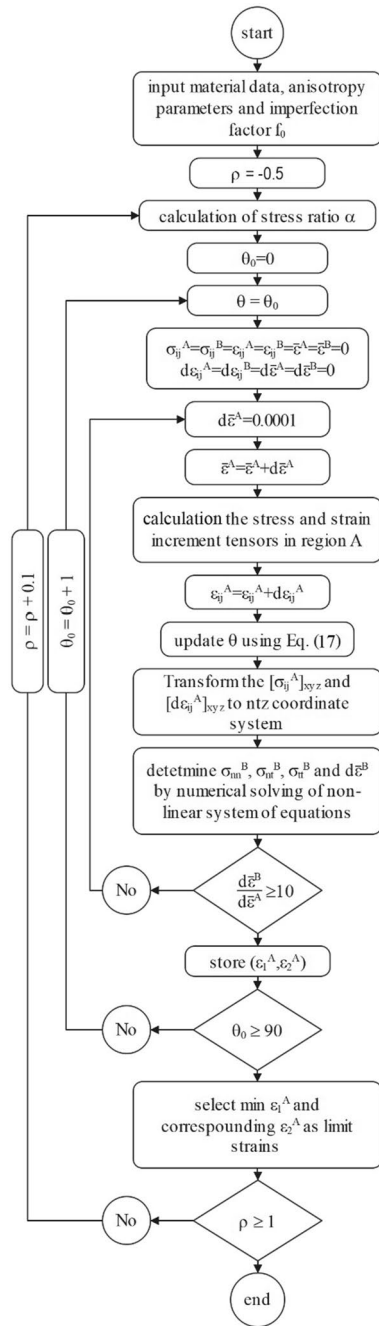 start
input material data, anisotropy
parameters and imperfection
factor f₀
ρ = -0.5
calculation of stress ratio α
θ₀=0
θ = θ₀
σᵢⱼᴬ=σᵢⱼᴮ=εᵢⱼᴬ=εᵢⱼᴮ=ε̄ᴬ=ε̄ᴮ=0
dεᵢⱼᴬ=dεᵢⱼᴮ=dε̄ᴬ=dε̄ᴮ=0
dε̄ᴬ=0.0001
ε̄ᴬ=ε̄ᴬ+dε̄ᴬ
calculation the stress and strain
increment tensors in region A
εᵢⱼᴬ=εᵢⱼᴬ+dεᵢⱼᴬ
update θ using Eq. (17)
Transform the [σᵢⱼᴬ]xyz and
[dεᵢⱼᴬ]xyz to ntz coordinate
system
detetmine σₙₙᴮ, σₙₜᴮ, σₜₜᴮ and dε̄ᴮ
by numerical solving of non-
linear system of equations
dε̄ᴮ
dε̄ᴬ ≥10
No
store (ε₁ᴬ,ε₂ᴬ)
θ₀ ≥ 90
No
select min ε₁ᴬ and
correspounding ε₂ᴬ as limit
strains
ρ ≥ 1
No
end
ρ = ρ + 0.1
θ₀ = θ₀ + 1